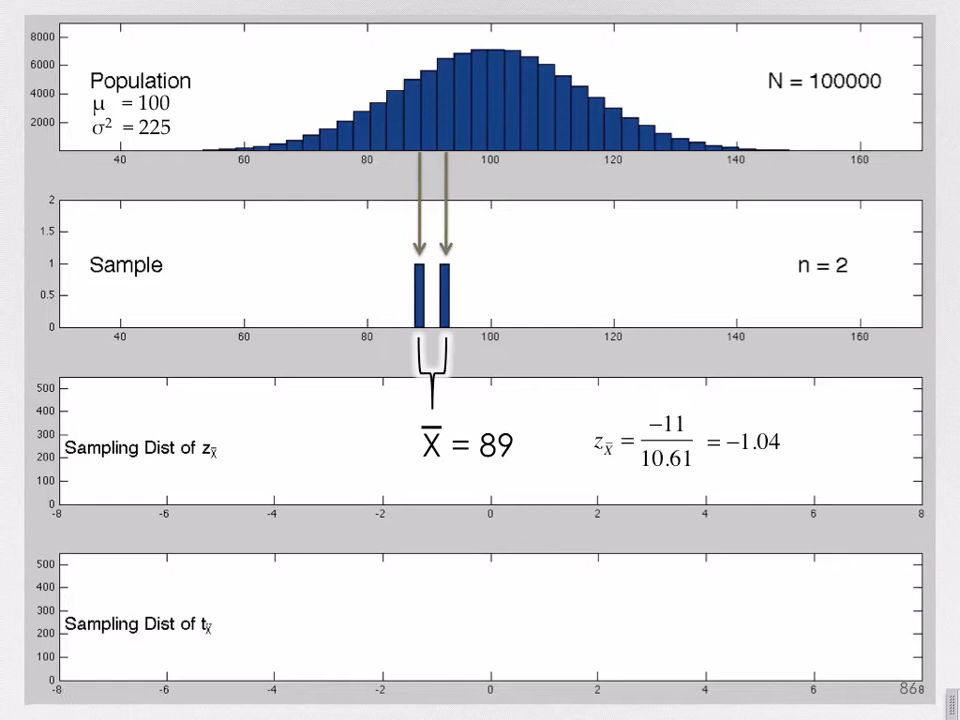 8000
6000
4000
2000
Population
μ = 100
σ² = 225
N = 100000
40 60 80 100 120 140 160
2
1.5
1
0.5
0
Sample
n = 2
40 60 80 100 120 140 160
500
400
300
200
100
0
Sampling Dist of z_X̄
X̄ = 89
z_X̄ = −11 / 10.61 = −1.04
-8 -6 -4 -2 0 2 4 6 8
500
400
300
200
100
0
Sampling Dist of t_X̄
868
-8 -6 -4 -2 0 2 4 6 8